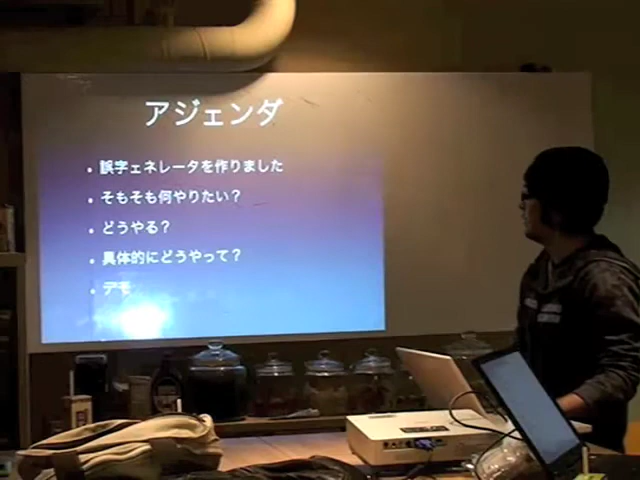 アジェンダ
・誤字ェネレータを作りました
・そもそも何やりたい？
・どうやる？
・具体的にどうやって？
・デモ